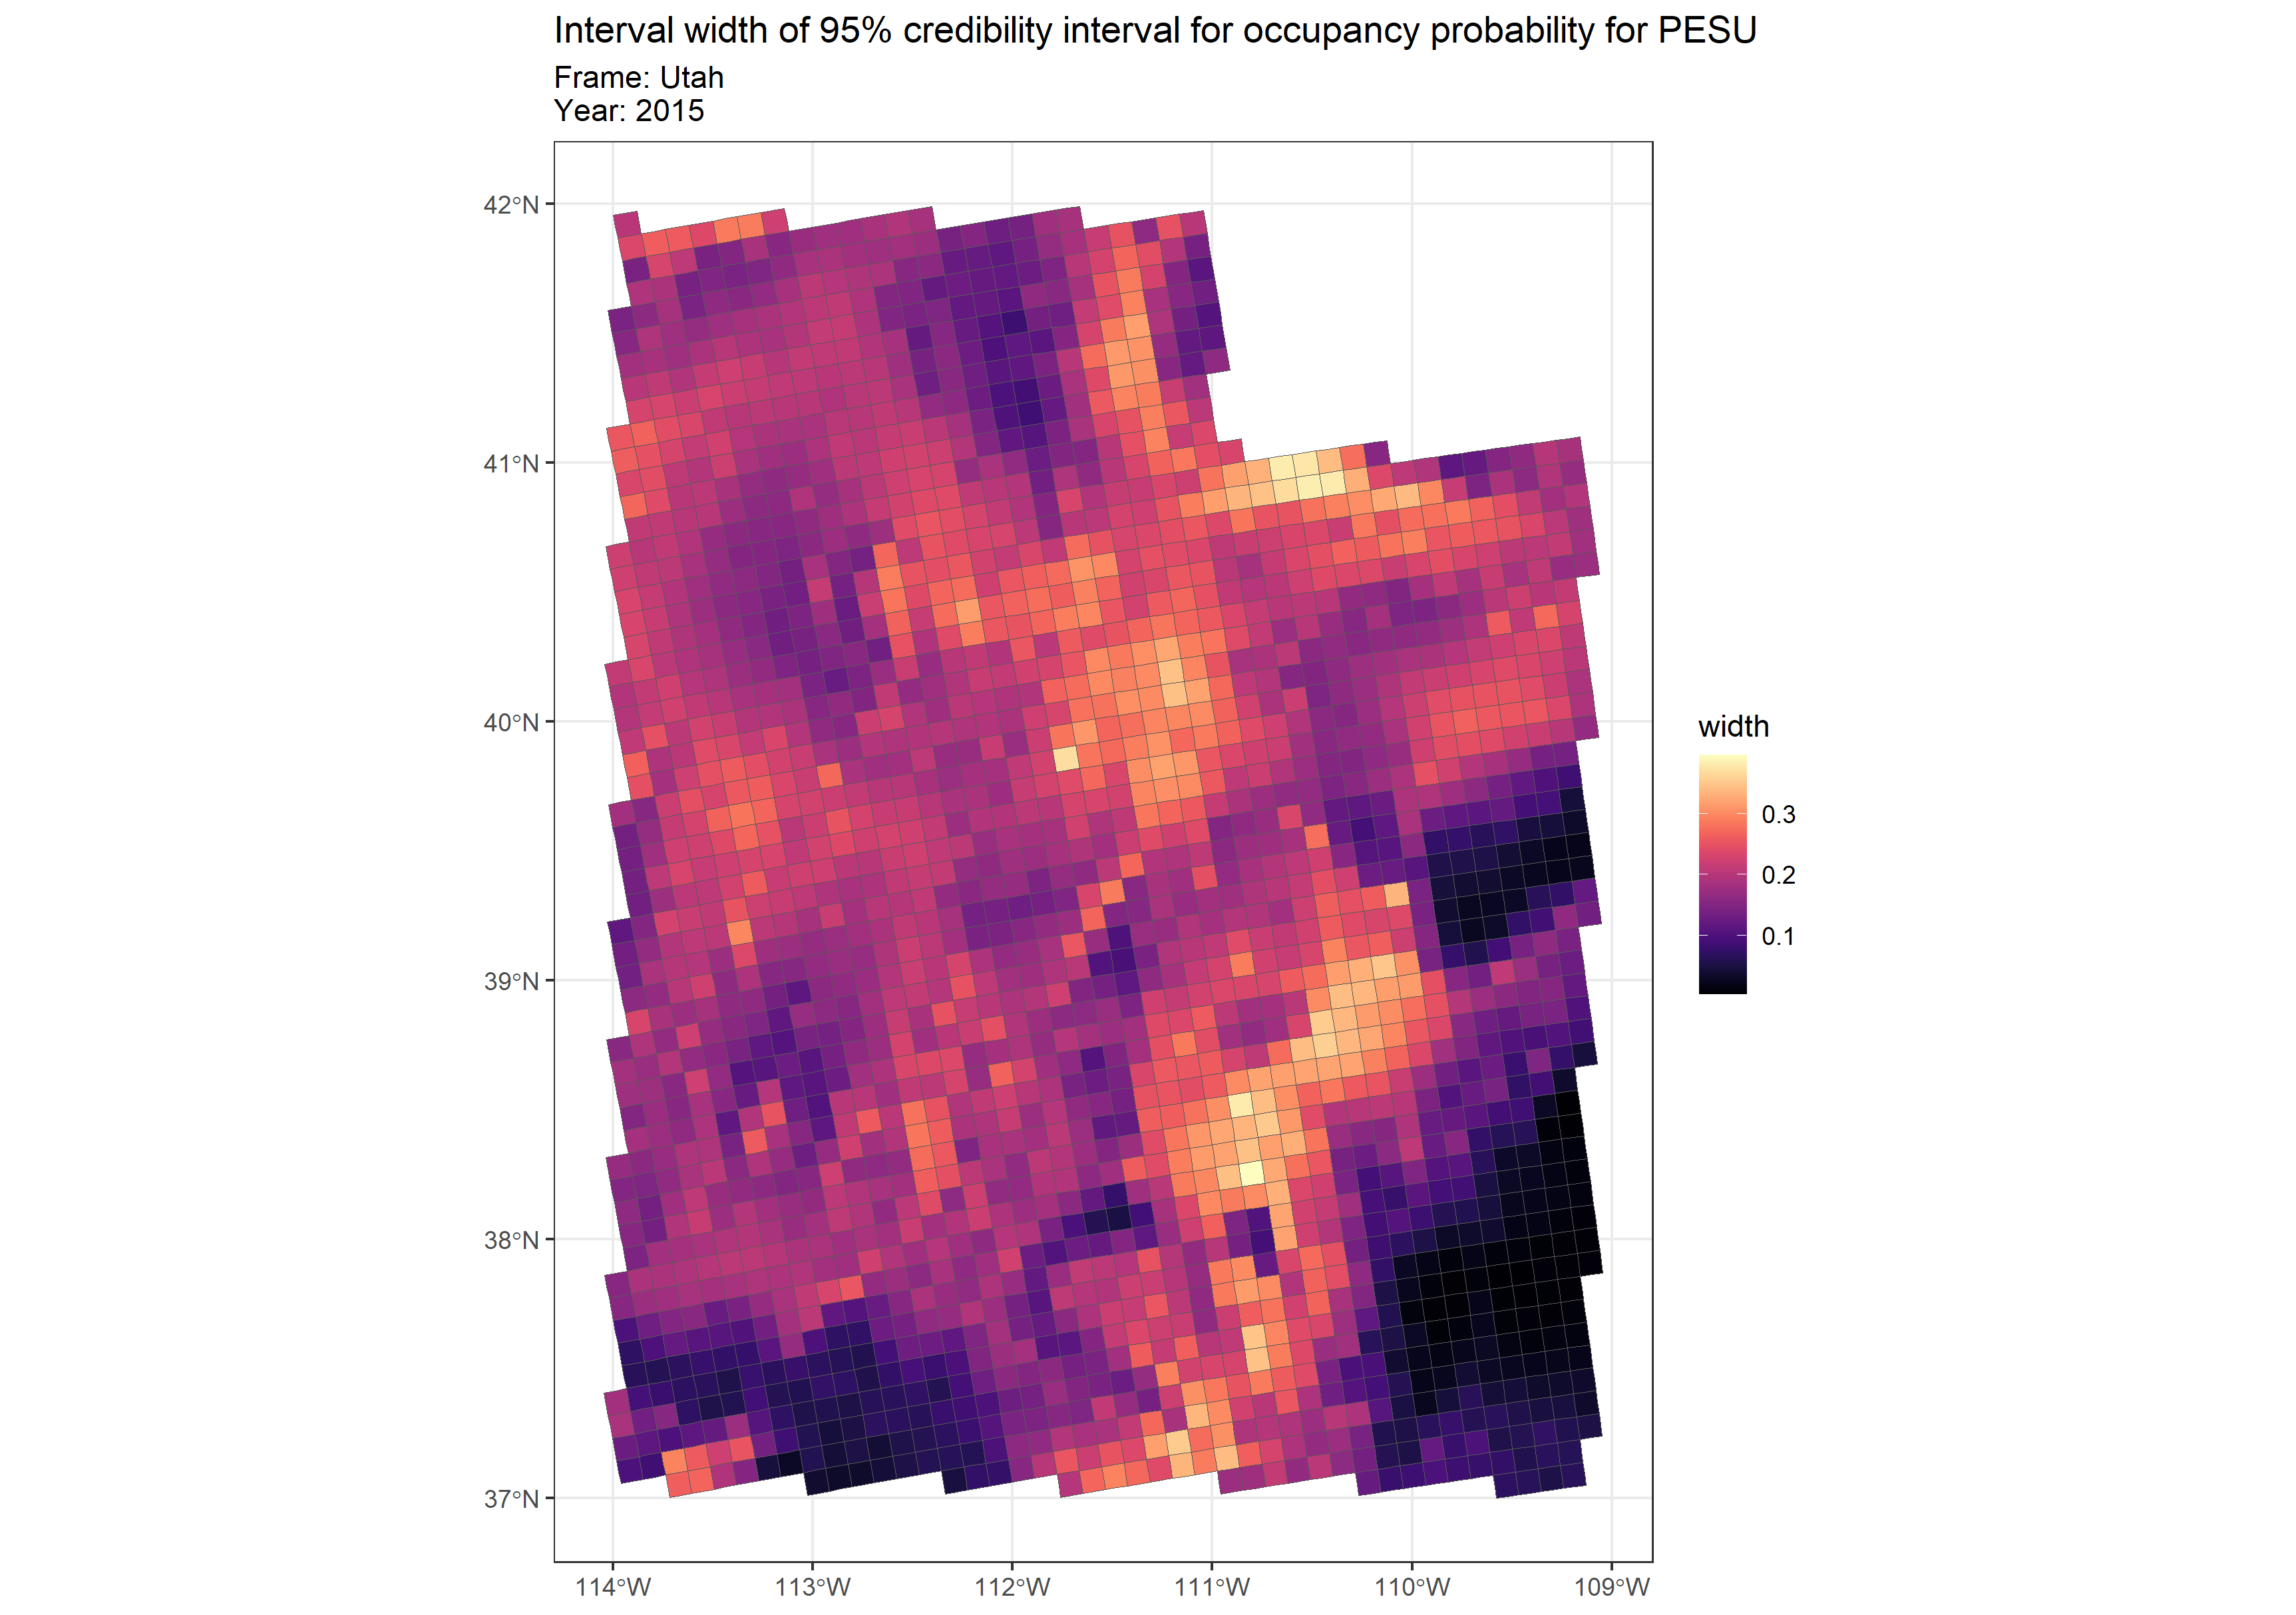 Interval width of 95% credibility interval for occupancy probability for PESU
Frame: Utah
Year: 2015
42°N
41°N
40°N
39°N
38°N
37°N
114°W
113°W
112°W
111°W
110°W
109°W
width
0.3
0.2
0.1